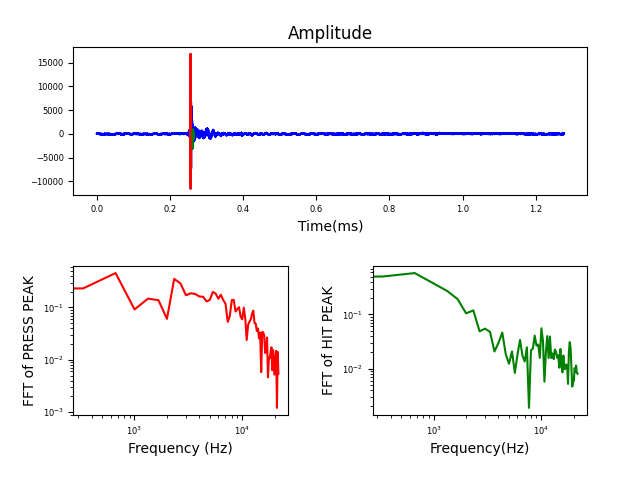 Amplitude
15000
10000
5000
0
−5000
−10000
0.0 0.2 0.4 0.6 0.8 1.0 1.2
Time(ms)
FFT of PRESS PEAK
10⁻¹
10⁻²
10⁻³
10³ 10⁴
Frequency (Hz)
FFT of HIT PEAK
10⁻¹
10⁻²
10³ 10⁴
Frequency(Hz)